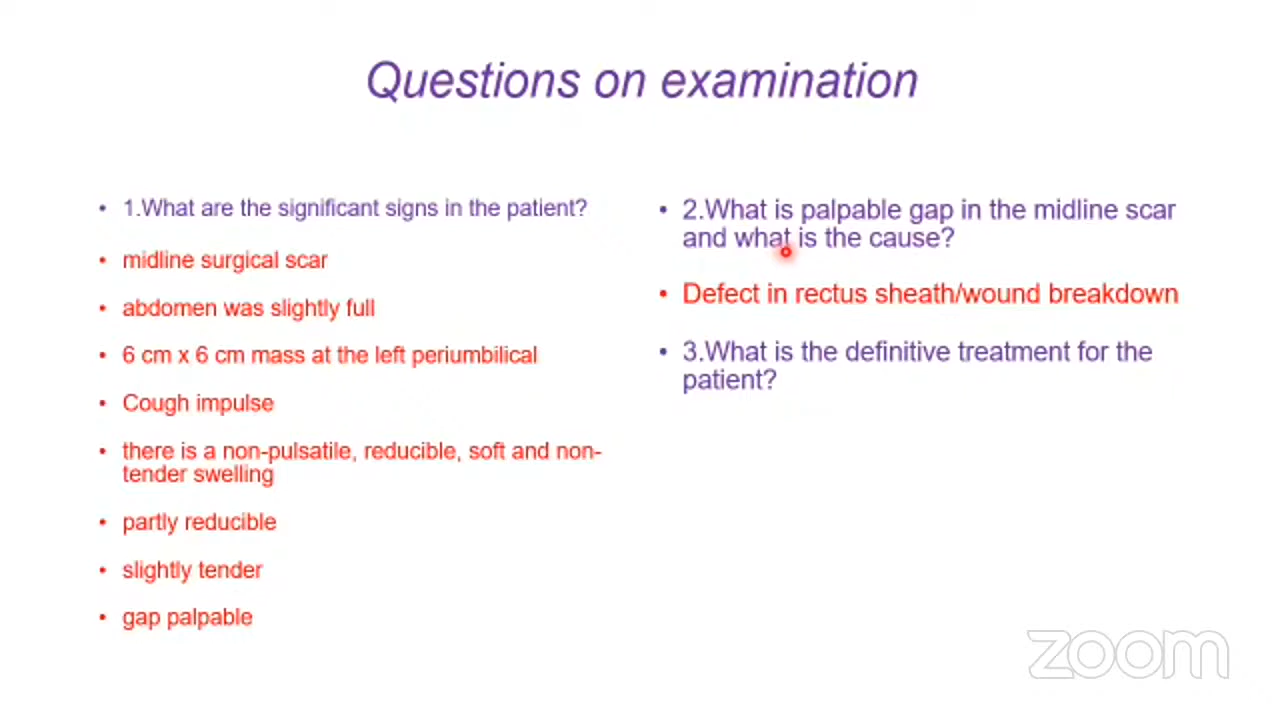 Questions on examination
• 1.What are the significant signs in the patient?
• midline surgical scar
• abdomen was slightly full
• 6 cm x 6 cm mass at the left periumbilical
• Cough impulse
• there is a non-pulsatile, reducible, soft and non-
tender swelling
• partly reducible
• slightly tender
• gap palpable
• 2.What is palpable gap in the midline scar
and what is the cause?
• Defect in rectus sheath/wound breakdown
• 3.What is the definitive treatment for the
patient?
zoom